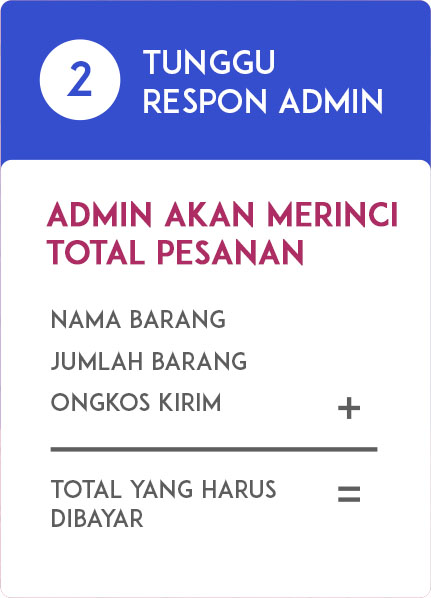 2
TUNGGU
RESPON ADMIN
ADMIN AKAN MERINCI
TOTAL PESANAN
NAMA BARANG
JUMLAH BARANG
ONGKOS KIRIM +
TOTAL YANG HARUS =
DIBAYAR